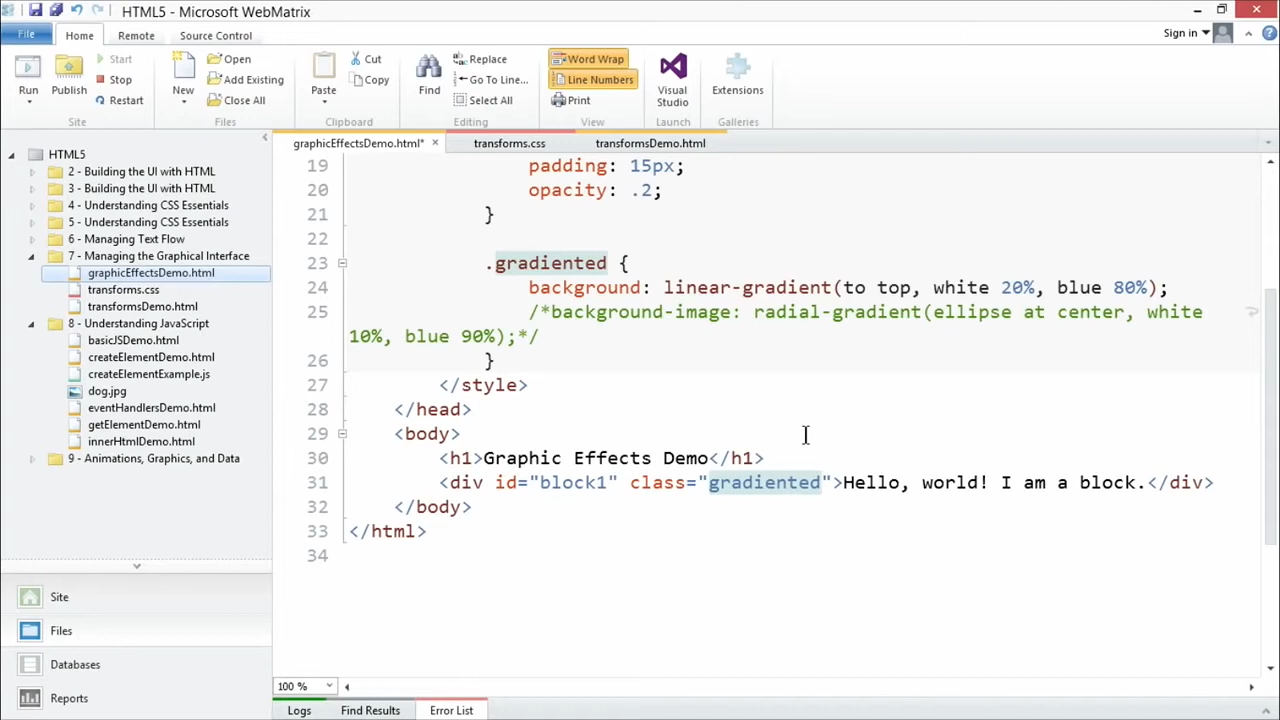 HTML5 - Microsoft WebMatrix
File Home Remote Source Control Sign in
Run Publish Start Stop Restart Site
New Open Add Existing Close All Files
Paste Cut Copy Clipboard
Find Replace Go To Line... Select All Editing
Word Wrap Line Numbers Print View
Visual Studio Launch
Extensions Galleries
graphicEffectsDemo.html* × transforms.css transformsDemo.html
HTML5
2 - Building the UI with HTML
3 - Building the UI with HTML
4 - Understanding CSS Essentials
5 - Understanding CSS Essentials
6 - Managing Text Flow
7 - Managing the Graphical Interface
graphicEffectsDemo.html
transforms.css
transformsDemo.html
8 - Understanding JavaScript
basicJSDemo.html
createElementDemo.html
createElementExample.js
dog.jpg
eventHandlersDemo.html
getElementDemo.html
innerHtmlDemo.html
9 - Animations, Graphics, and Data
Site
Files
Databases
Reports
19 padding: 15px;
20 opacity: .2;
21 }
22
23 .gradiented {
24 background: linear-gradient(to top, white 20%, blue 80%);
25 /*background-image: radial-gradient(ellipse at center, white
10%, blue 90%);*/
26 }
27 </style>
28 </head>
29 <body>
30 <h1>Graphic Effects Demo</h1>
31 <div id="block1" class="gradiented">Hello, world! I am a block.</div>
32 </body>
33 </html>
34
100 %
Logs Find Results Error List